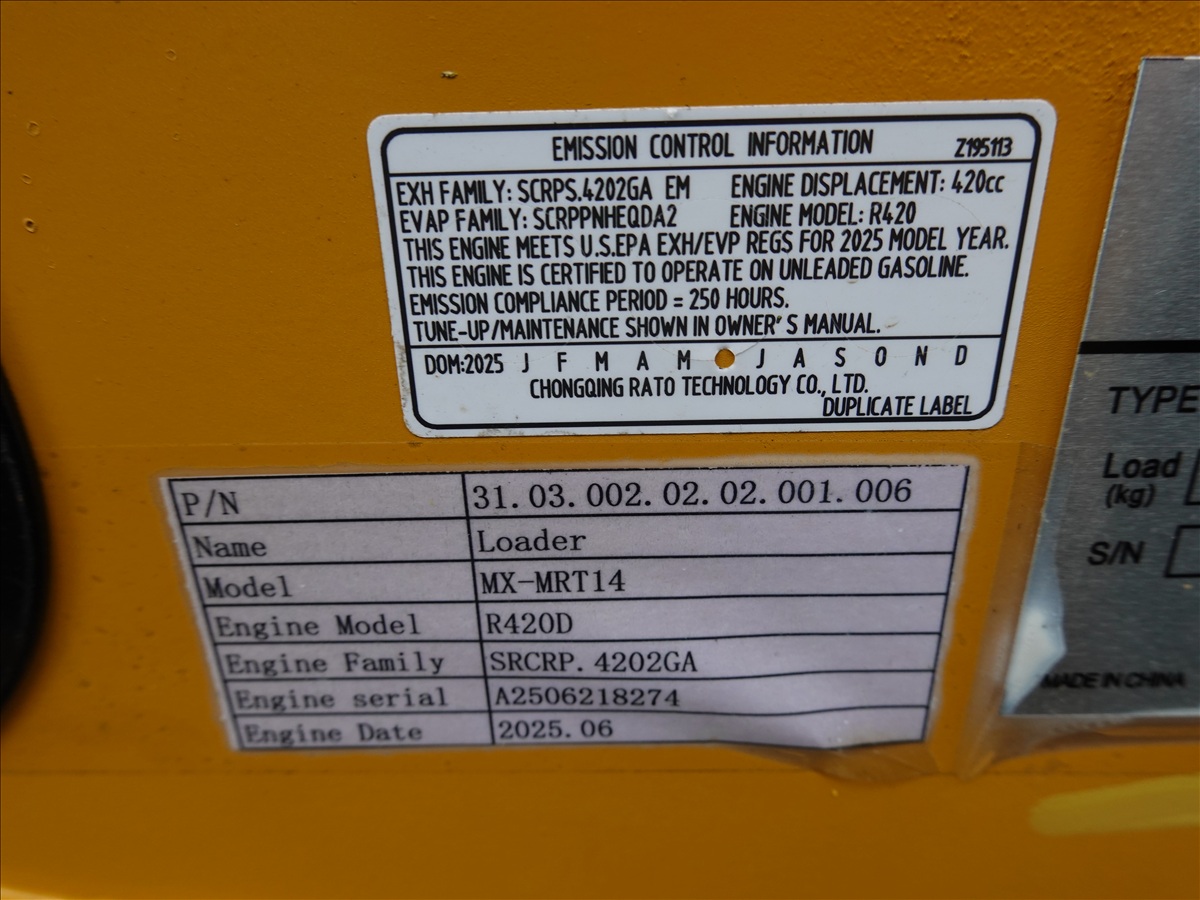 EMISSION CONTROL INFORMATION Z195113
EXH FAMILY: SCRPS.4202GA EM ENGINE DISPLACEMENT: 420cc
EVAP FAMILY: SCRPPNHEQDA2 ENGINE MODEL: R420
THIS ENGINE MEETS U.S.EPA EXH/EVP REGS FOR 2025 MODEL YEAR.
THIS ENGINE IS CERTIFIED TO OPERATE ON UNLEADED GASOLINE.
EMISSION COMPLIANCE PERIOD = 250 HOURS.
TUNE-UP/MAINTENANCE SHOWN IN OWNER'S MANUAL.
DOM:2025 J F M A M J A S O N D
CHONGQING RATO TECHNOLOGY CO., LTD.
DUPLICATE LABEL
P/N 31.03.002.02.02.001.006
Name Loader
Model MX-MRT14
Engine Model R420D
Engine Family SRCRP.4202GA
Engine serial A2506218274
Engine Date 2025.06
TYPE
Load
(kg)
S/N
MADE IN CHINA